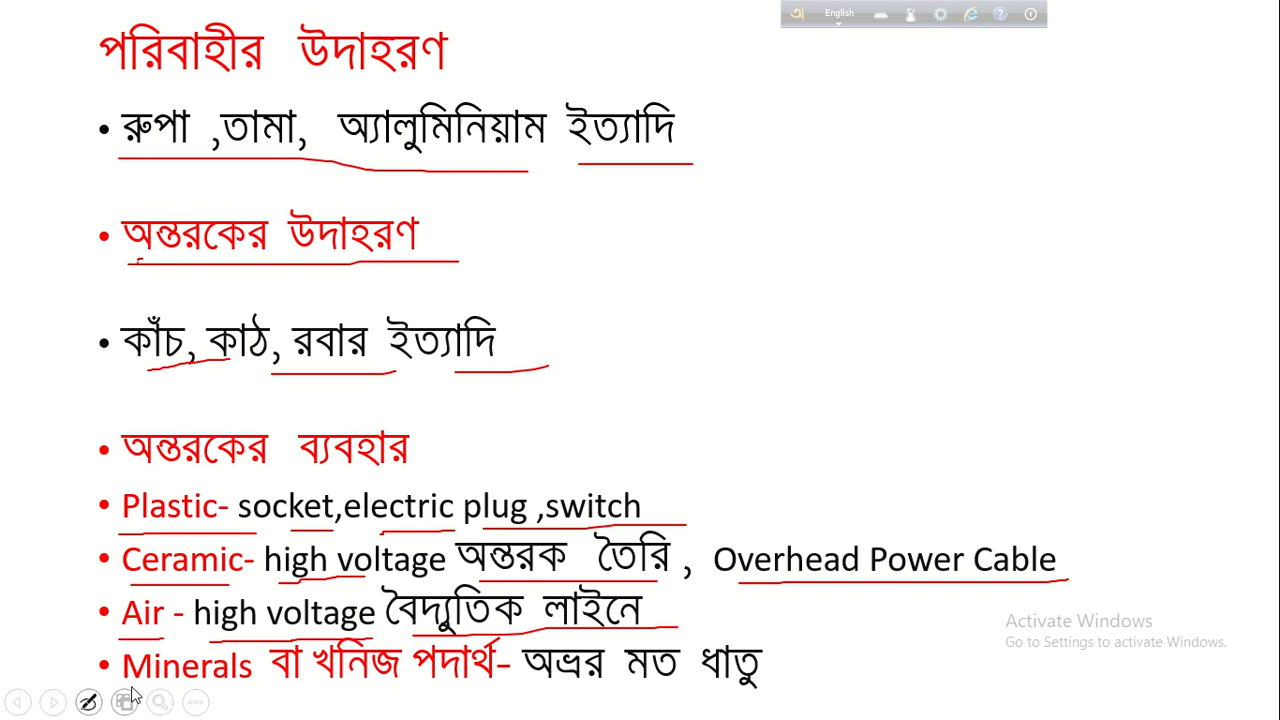 অ English
পরিবাহীর উদাহরণ
• রুপা ,তামা, অ্যালুমিনিয়াম ইত্যাদি
• অন্তরকের উদাহরণ
• কাঁচ, কাঠ, রবার ইত্যাদি
• অন্তরকের ব্যবহার
• Plastic- socket,electric plug ,switch
• Ceramic- high voltage অন্তরক তৈরি , Overhead Power Cable
• Air - high voltage বৈদ্যুতিক লাইনে
• Minerals বা খনিজ পদার্থ- অভ্রর মত ধাতু
Activate Windows
Go to Settings to activate Windows.